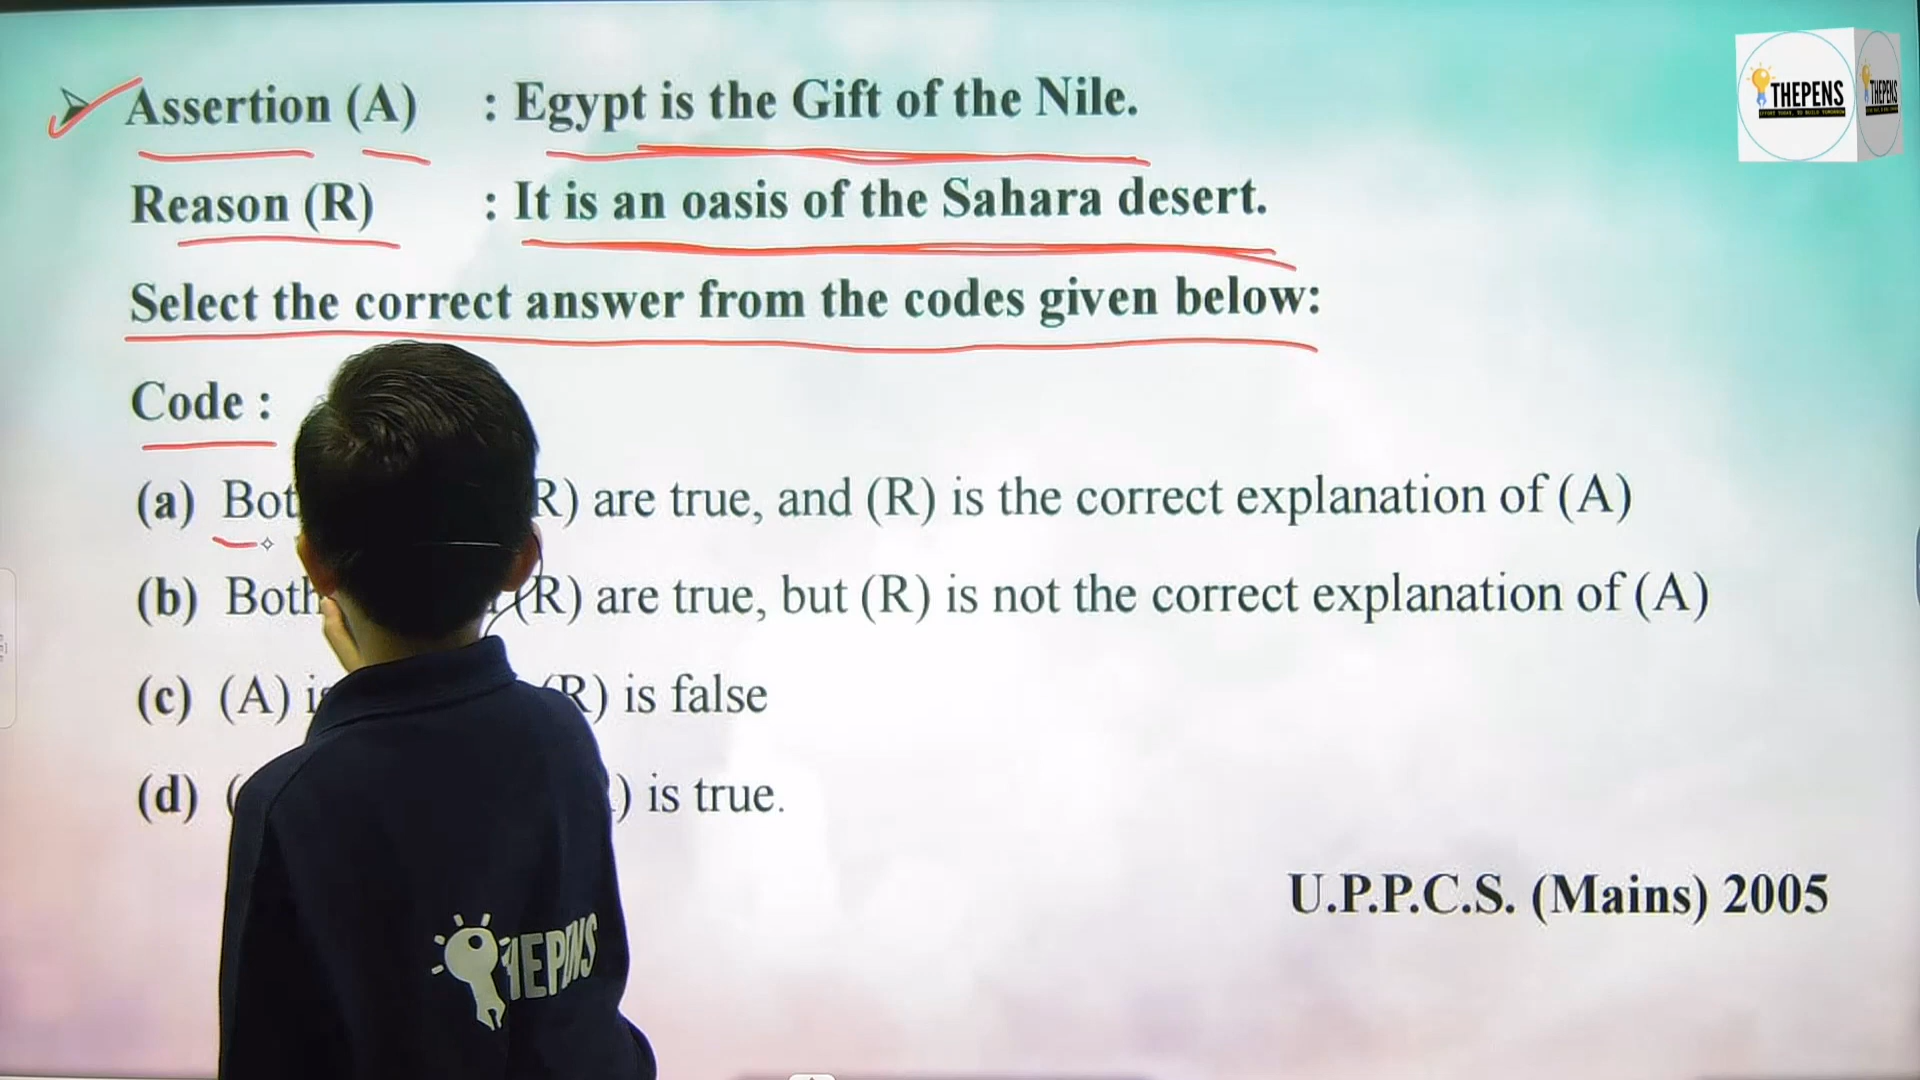 Assertion (A) : Egypt is the Gift of the Nile.
Reason (R) : It is an oasis of the Sahara desert.
Select the correct answer from the codes given below:
Code :
(a) R) are true, and (R) is the correct explanation of (A)
(b) Both (R) are true, but (R) is not the correct explanation of (A)
(c) (A) (R) is false
(d) ) is true.
U.P.P.C.S. (Mains) 2005
THEPENS
THEPENS